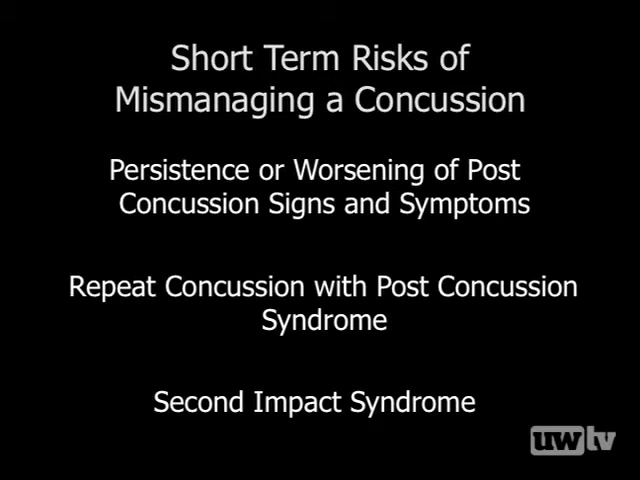 Short Term Risks of
Mismanaging a Concussion
Persistence or Worsening of Post
Concussion Signs and Symptoms
Repeat Concussion with Post Concussion
Syndrome
Second Impact Syndrome
uwtv